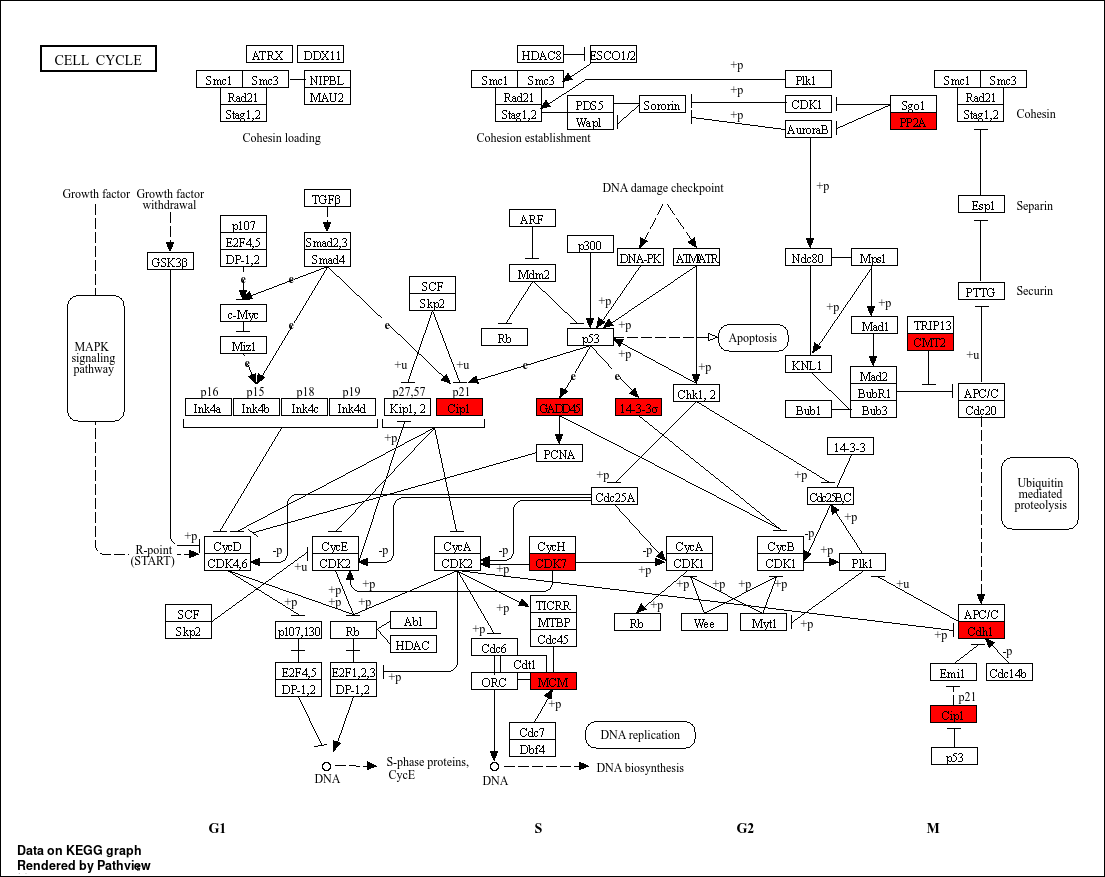 CELL CYCLE
ATRX
DDX11
Smc1
Smc3
NIPBL
Rad21
MAU2
Stag1,2
Cohesin loading
HDAC8
ESCO1/2
Smc1
Smc3
Rad21
Stag1,2
PDS5
Wapl
Sororin
Cohesion establishment
+p
Plk1
+p
CDK1
+p
AuroraB
Sgo1
PP2A
Smc1
Smc3
Rad21
Stag1,2
Cohesin
+p
Esp1
Separin
PTTG
Securin
Growth factor
Growth factor
withdrawal
GSK3β
MAPK
signaling
pathway
p107
E2F4,5
DP-1,2
e
c-Myc
Miz1
e
TGFβ
Smad2,3
Smad4
e
e
SCF
Skp2
+u
+u
ARF
Mdm2
Rb
DNA damage checkpoint
p300
DNA-PK
ATMATR
+p
+p
p53
+p
Apoptosis
e
e
e
+p
Chk1, 2
Ndc80
Mps1
+p
+p
Mad1
KNL1
Mad2
BubR1
Bub3
Bub1
TRIP13
CMT2
+u
APC/C
Cdc20
p16
p15
p18
p19
Ink4a
Ink4b
Ink4c
Ink4d
p27,57
p21
Kip1, 2
Cip1
GADD45
14-3-3σ
PCNA
+p
14-3-3
+p
Cdc25A
+p
Cdc25B,C
+p
Ubiquitin
mediated
proteolysis
R-point
(START)
+p
CycD
CDK4,6
-p
+u
CycE
CDK2
-p
CycA
CDK2
-p
+p
CycH
CDK7
-p
+p
CycA
CDK1
CycB
CDK1
-p
+p
Plk1
+u
SCF
Skp2
+p
+p
+p
+p
p107,130
Rb
Abl
HDAC
E2F4,5
DP-1,2
E2F1,2,3
DP-1,2
+p
+p
+p
TICRR
MTBP
Cdc45
Cdc6
Cdt1
ORC
MCM
+p
Cdc7
Dbf4
+p
Rb
+p
+p
+p
Wee
Myt1
+p
+p
APC/C
Cdh1
-p
Emi1
Cdc14b
p21
Cip1
p53
DNA replication
DNA
S-phase proteins,
CycE
DNA
DNA biosynthesis
G1
S
G2
M
Data on KEGG graph
Rendered by Pathview